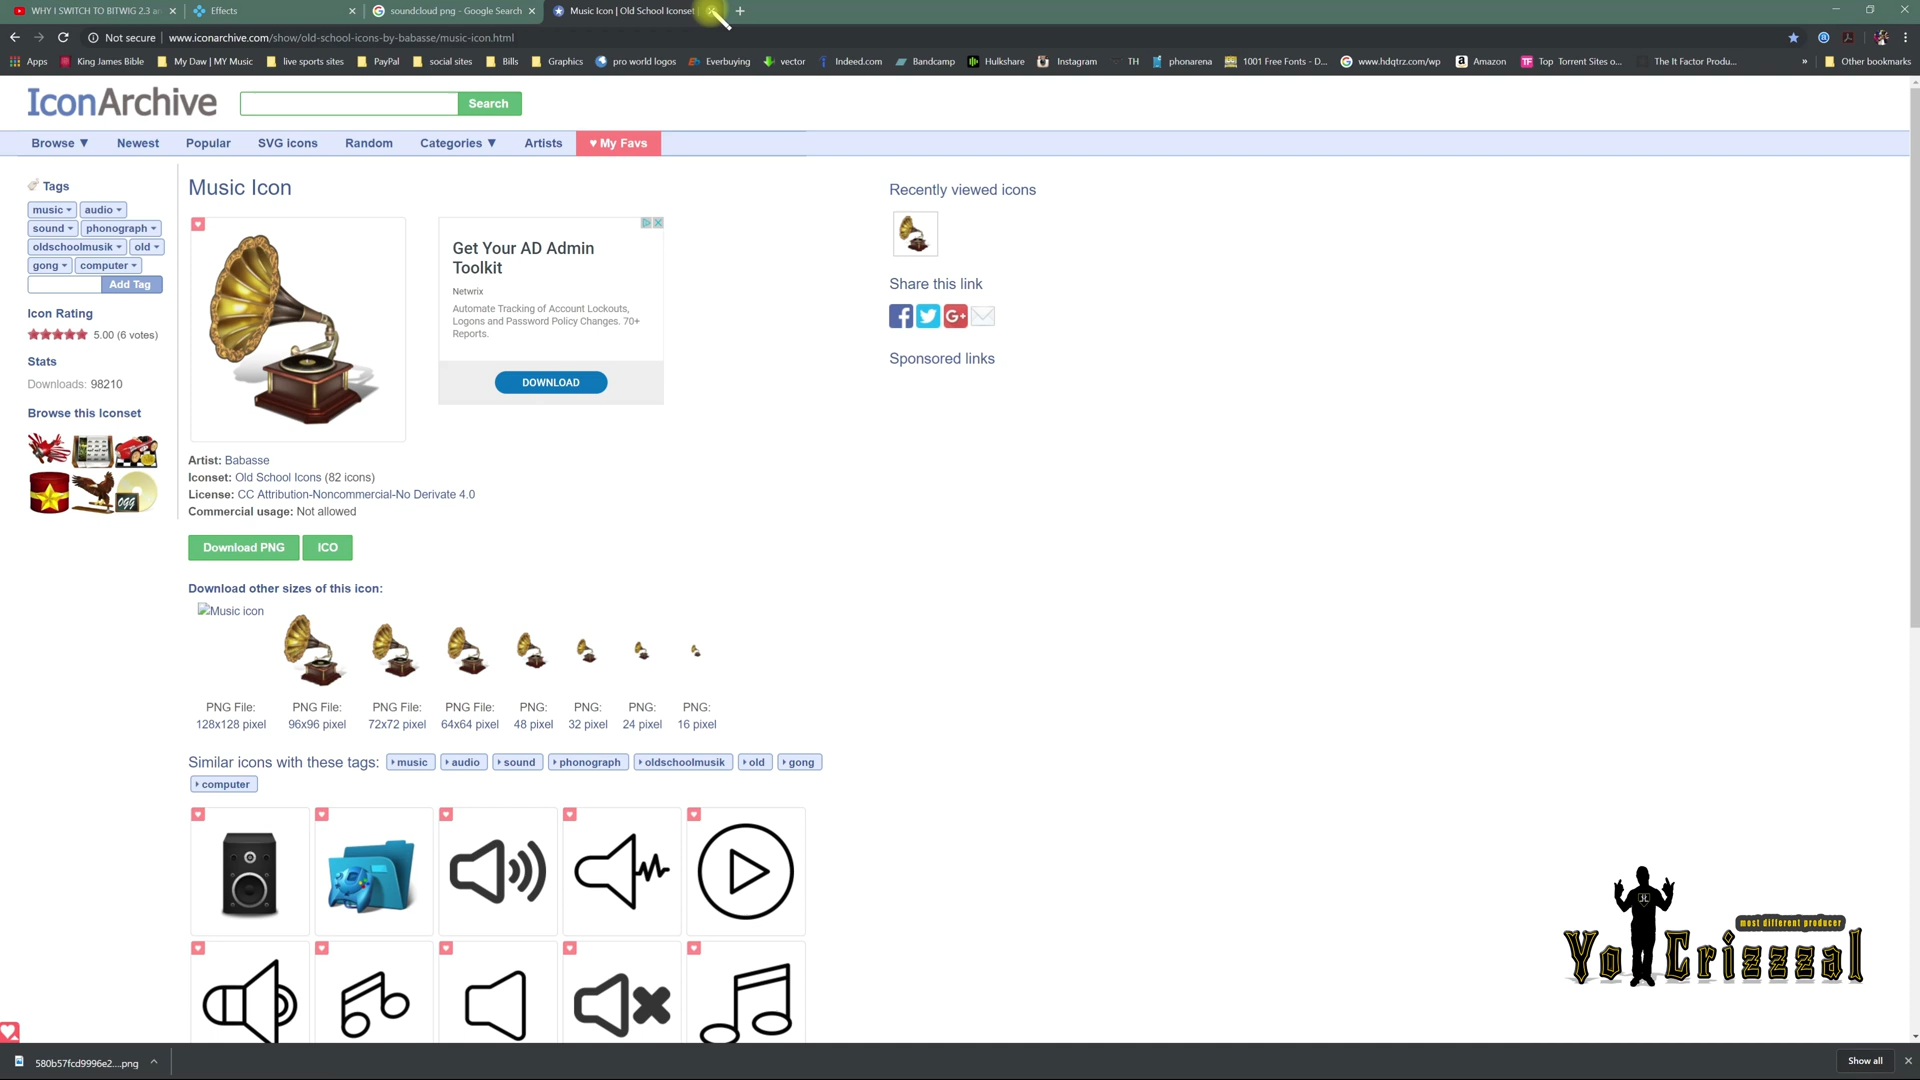 WHY I SWITCH TO BITWIG 2.3 a
Effects
soundcloud png - Google Search
Music Icon | Old School Iconset
Not secure
www.iconarchive.com/show/old-school-icons-by-babasse/music-icon.html
Apps
King James Bible
My Daw | MY Music
live sports sites
PayPal
social sites
Bills
Graphics
pro world logos
Everbuying
vector
Indeed.com
Bandcamp
Hulkshare
Instagram
TH
phonarena
1001 Free Fonts - D...
www.hdqtrz.com/wp
Amazon
Top Torrent Sites o...
The It Factor Produ...
»
Other bookmarks
IconArchive
Search
Browse ▼
Newest
Popular
SVG icons
Random
Categories ▼
Artists
♥ My Favs
Tags
music
audio
sound
phonograph
oldschoolmusik
old
gong
computer
Add Tag
Icon Rating
5.00 (6 votes)
Stats
Downloads: 98210
Browse this Iconset
OGG
Music Icon
Get Your AD Admin
Toolkit
Netwrix
Automate Tracking of Account Lockouts,
Logons and Password Policy Changes. 70+
Reports.
DOWNLOAD
Artist: Babasse
Iconset: Old School Icons (82 icons)
License: CC Attribution-Noncommercial-No Derivate 4.0
Commercial usage: Not allowed
Download PNG
ICO
Download other sizes of this icon:
Music icon
PNG File:
128x128 pixel
PNG File:
96x96 pixel
PNG File:
72x72 pixel
PNG File:
64x64 pixel
PNG:
48 pixel
PNG:
32 pixel
PNG:
24 pixel
PNG:
16 pixel
Similar icons with these tags:
music
audio
sound
phonograph
oldschoolmusik
old
gong
computer
Recently viewed icons
Share this link
G+
Sponsored links
most different producer
Yo Crizzzal
580b57fcd9996e2....png
Show all